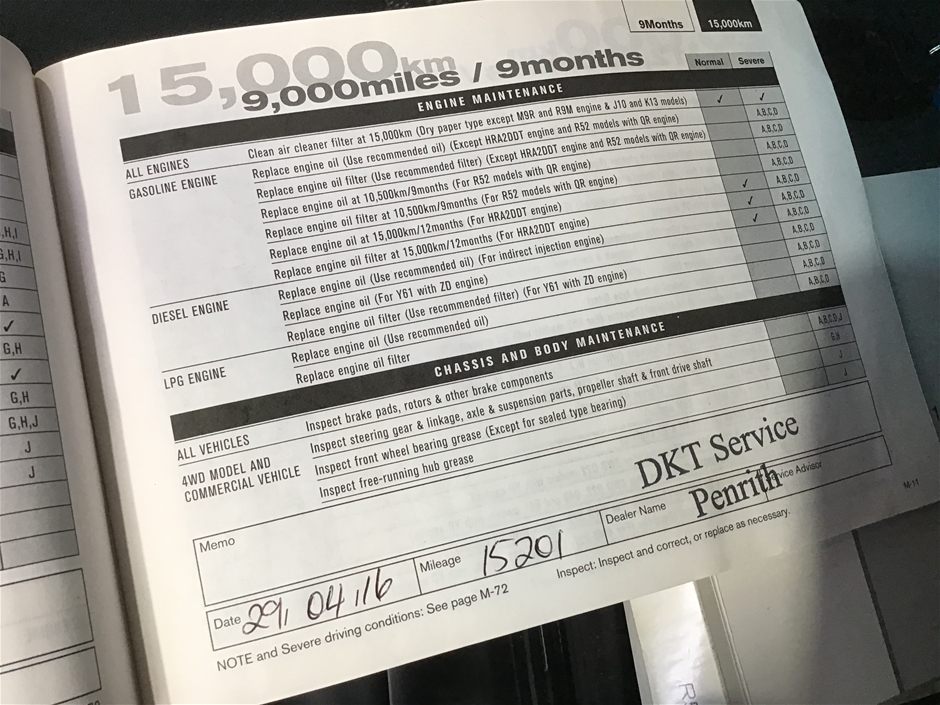 9Months 15,000km
15,000km
9,000miles / 9months
Normal Severe
ENGINE MAINTENANCE
ALL ENGINES Clean air cleaner filter at 15,000km (Dry paper type except M9R and R9M engine & J10 and K13 models) ✓ ✓
GASOLINE ENGINE Replace engine oil (Use recommended oil) (Except HRA2DDT engine and R52 models with QR engine) A,B,C,D
Replace engine oil filter (Use recommended filter) (Except HRA2DDT engine and R52 models with QR engine) A,B,C,D
Replace engine oil at 10,500km/9months (For R52 models with QR engine) A,B,C,D
Replace engine oil filter at 10,500km/9months (For R52 models with QR engine) A,B,C,D
Replace engine oil at 15,000km/12months (For HRA2DDT engine) ✓ A,B,C,D
Replace engine oil filter at 15,000km/12months (For HRA2DDT engine) ✓ A,B,C,D
DIESEL ENGINE Replace engine oil (Use recommended oil) (For indirect injection engine) ✓ A,B,C,D
Replace engine oil (For Y61 with ZD engine) A,B,C,D
Replace engine oil filter (Use recommended filter) (For Y61 with ZD engine) A,B,C,D
LPG ENGINE Replace engine oil (Use recommended oil) A,B,C,D
Replace engine oil filter
CHASSIS AND BODY MAINTENANCE
ALL VEHICLES Inspect brake pads, rotors & other brake components A,B,C,D,J
4WD MODEL AND COMMERCIAL VEHICLE Inspect steering gear & linkage, axle & suspension parts, propeller shaft & front drive shaft G,H
Inspect front wheel bearing grease (Except for sealed type bearing) J
Inspect free-running hub grease J
Memo
DKT Service
Penrith
Date 29, 04, 16 Mileage 15201 Dealer Name Service Advisor
NOTE and Severe driving conditions: See page M-72 Inspect: Inspect and correct, or replace as necessary.
M-11
,H,I
G,H,I
G
A
✓
G,H
✓
G,H
G,H,J
J
J